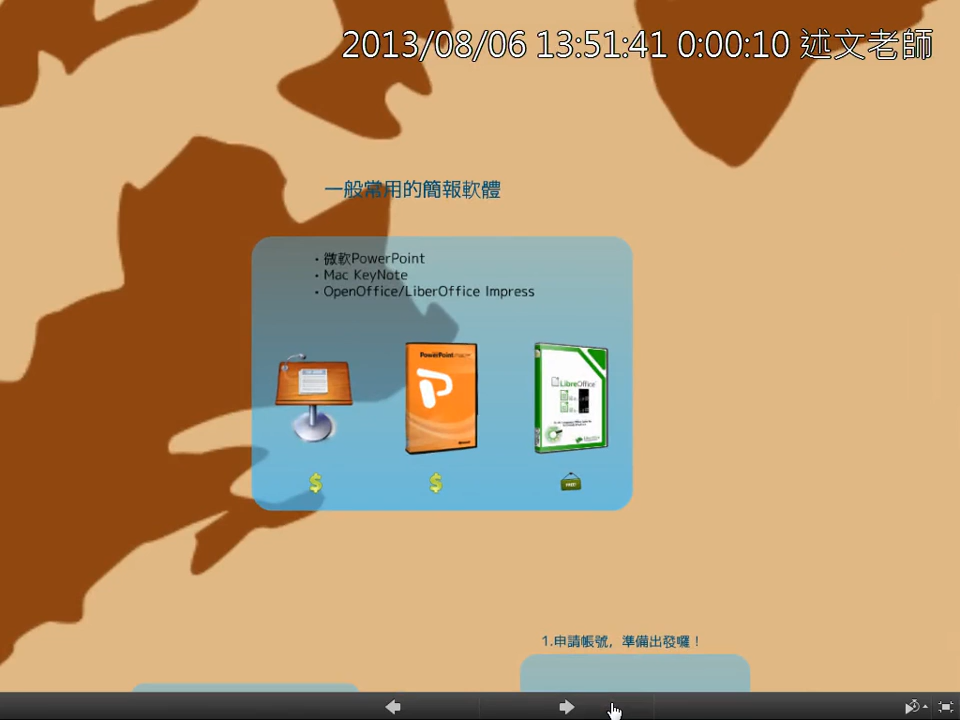 2013/08/06 13:51:41 0:00:10 述文老師
一般常用的簡報軟體
• 微軟PowerPoint
• Mac KeyNote
• OpenOffice/LiberOffice Impress
PowerPoint
LibreOffice
FREE!
1.申請帳號，準備出發囉！